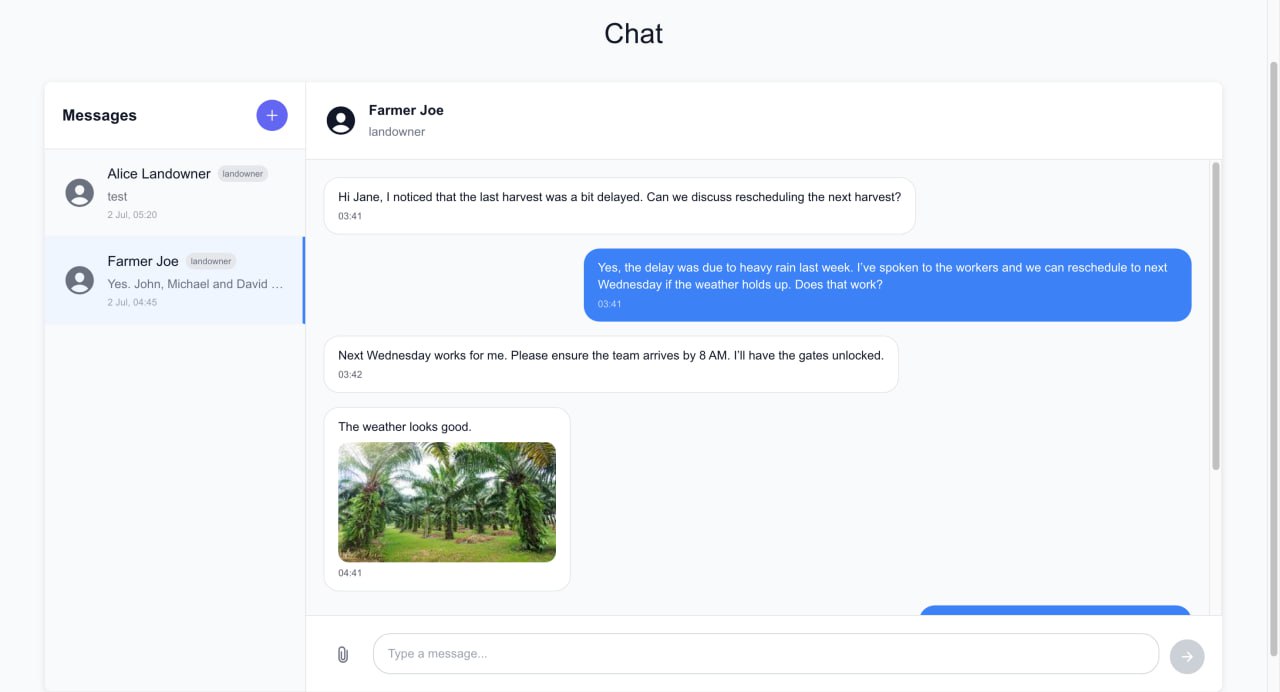 Chat
Messages
+
Alice Landowner landowner
test
2 Jul, 05:20
Farmer Joe landowner
Yes. John, Michael and David ...
2 Jul, 04:45
Farmer Joe
landowner
Hi Jane, I noticed that the last harvest was a bit delayed. Can we discuss rescheduling the next harvest?
03:41
Yes, the delay was due to heavy rain last week. I've spoken to the workers and we can reschedule to next
Wednesday if the weather holds up. Does that work?
03:41
Next Wednesday works for me. Please ensure the team arrives by 8 AM. I'll have the gates unlocked.
03:42
The weather looks good.
04:41
Type a message...